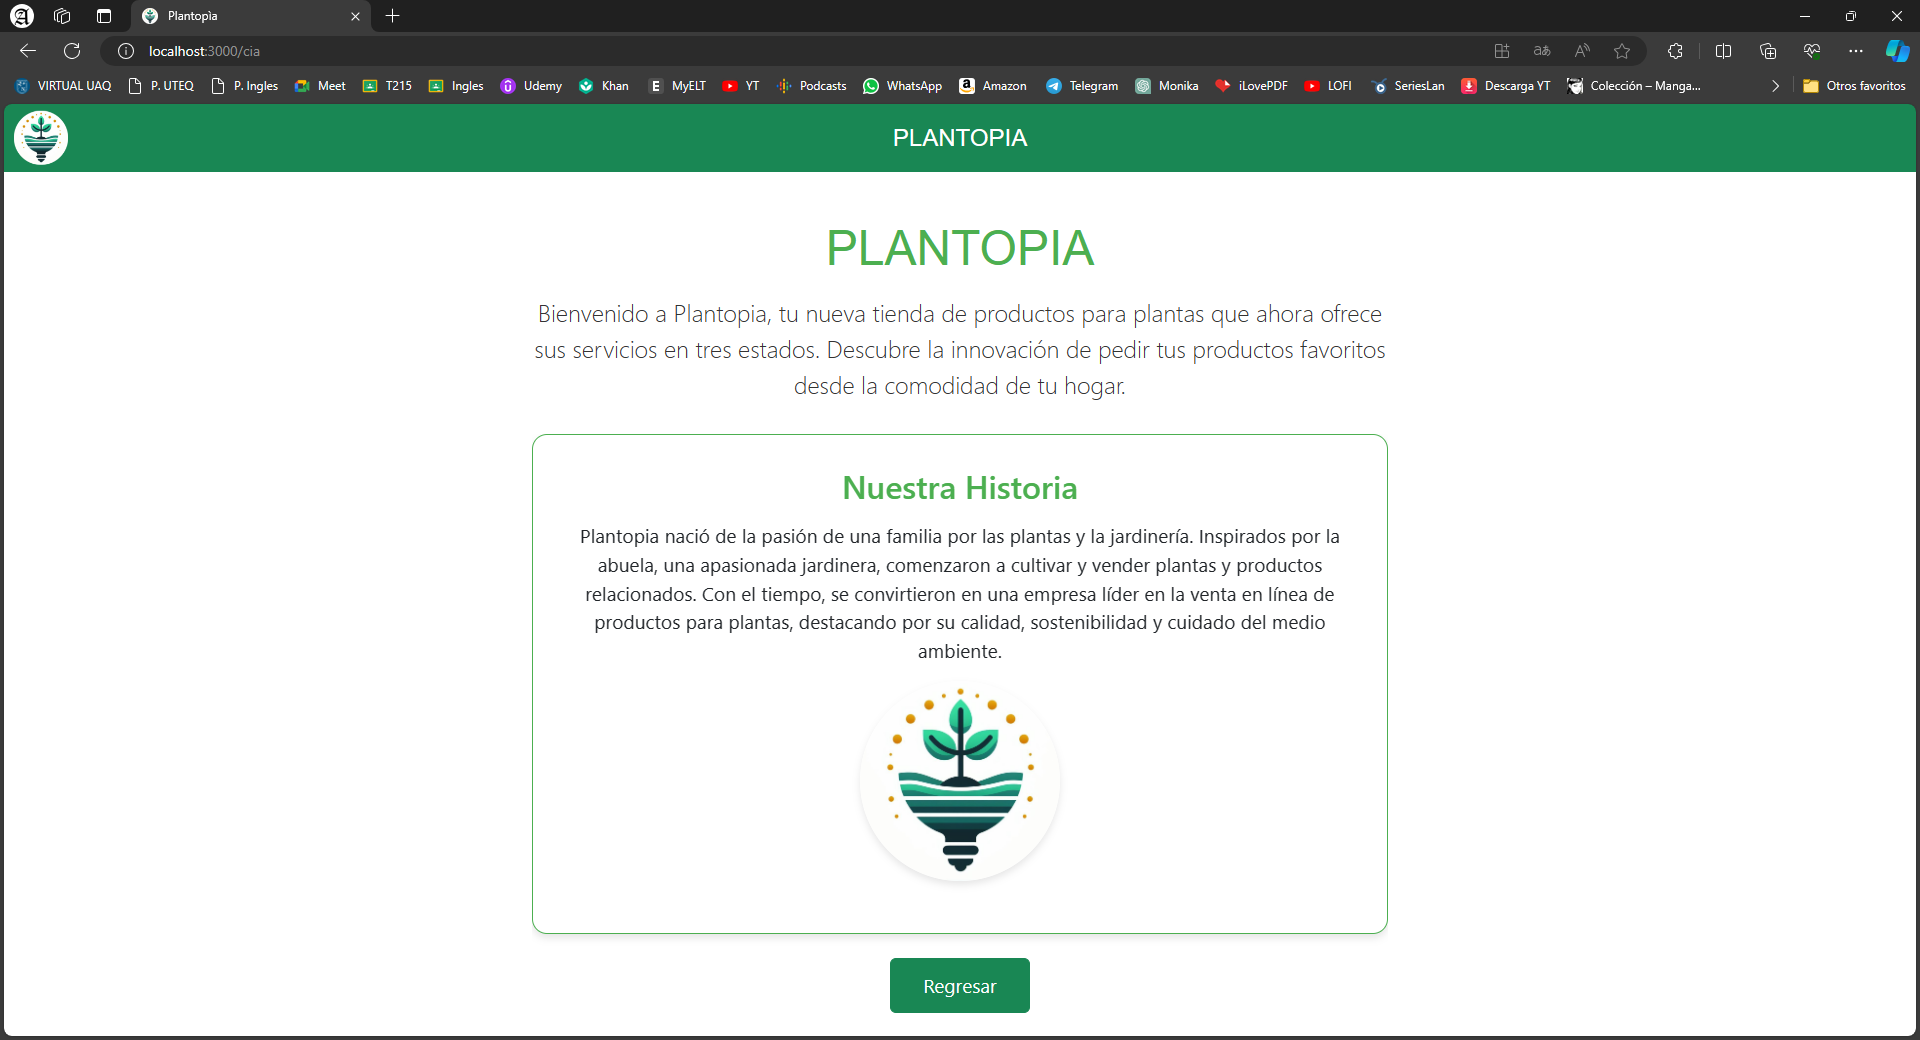 Plantopia
localhost:3000/cia
VIRTUAL UAQ P. UTEQ P. Ingles Meet T215 Ingles Udemy Khan MyELT YT Podcasts WhatsApp Amazon Telegram Monika iLovePDF LOFI SeriesLan Descarga YT Colección – Manga... Otros favoritos
PLANTOPIA
PLANTOPIA
Bienvenido a Plantopia, tu nueva tienda de productos para plantas que ahora ofrece
sus servicios en tres estados. Descubre la innovación de pedir tus productos favoritos
desde la comodidad de tu hogar.
Nuestra Historia
Plantopia nació de la pasión de una familia por las plantas y la jardinería. Inspirados por la
abuela, una apasionada jardinera, comenzaron a cultivar y vender plantas y productos
relacionados. Con el tiempo, se convirtieron en una empresa líder en la venta en línea de
productos para plantas, destacando por su calidad, sostenibilidad y cuidado del medio
ambiente.
Regresar